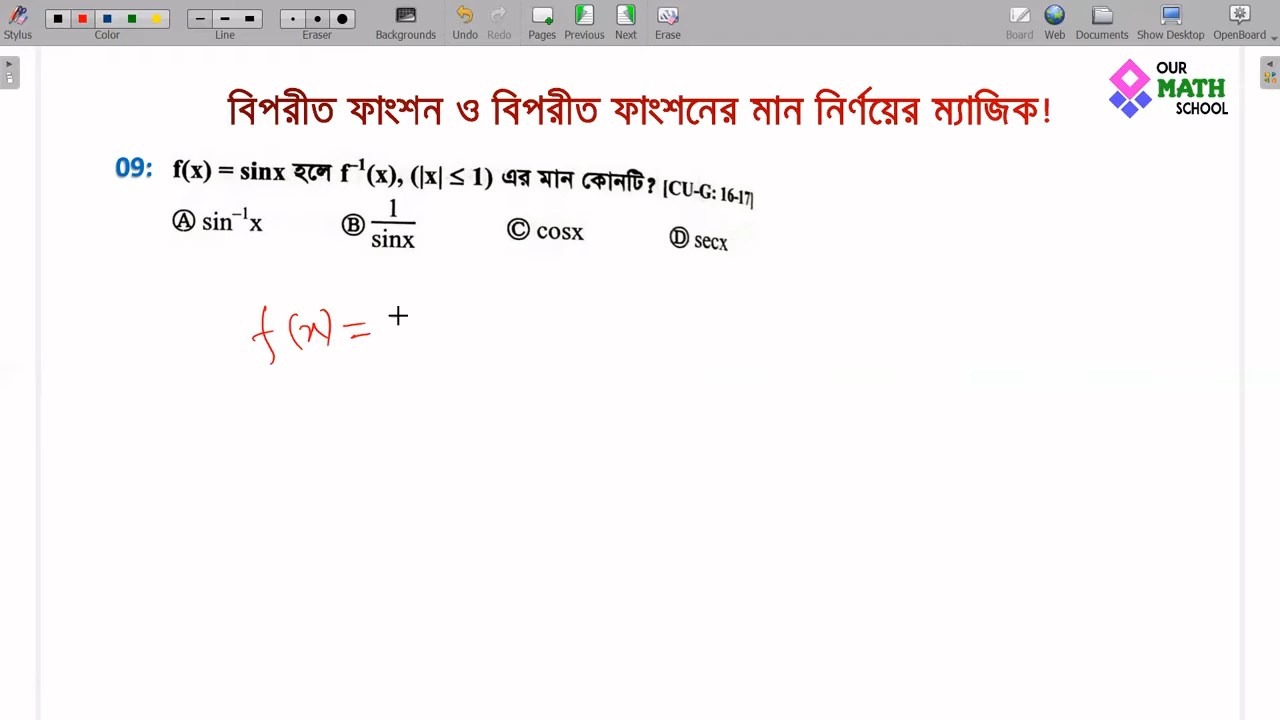 Stylus Color Line Eraser Backgrounds Undo Redo Pages Previous Next Erase Board Web Documents Show Desktop OpenBoard
OUR
MATH
SCHOOL
বিপরীত ফাংশন ও বিপরীত ফাংশনের মান নির্ণয়ের ম্যাজিক!
09: f(x) = sinx হলে f⁻¹(x), (|x| ≤ 1) এর মান কোনটি? [CU-G: 16-17]
Ⓐ sin⁻¹x Ⓑ 1/sinx Ⓒ cosx Ⓓ secx
f(x) =